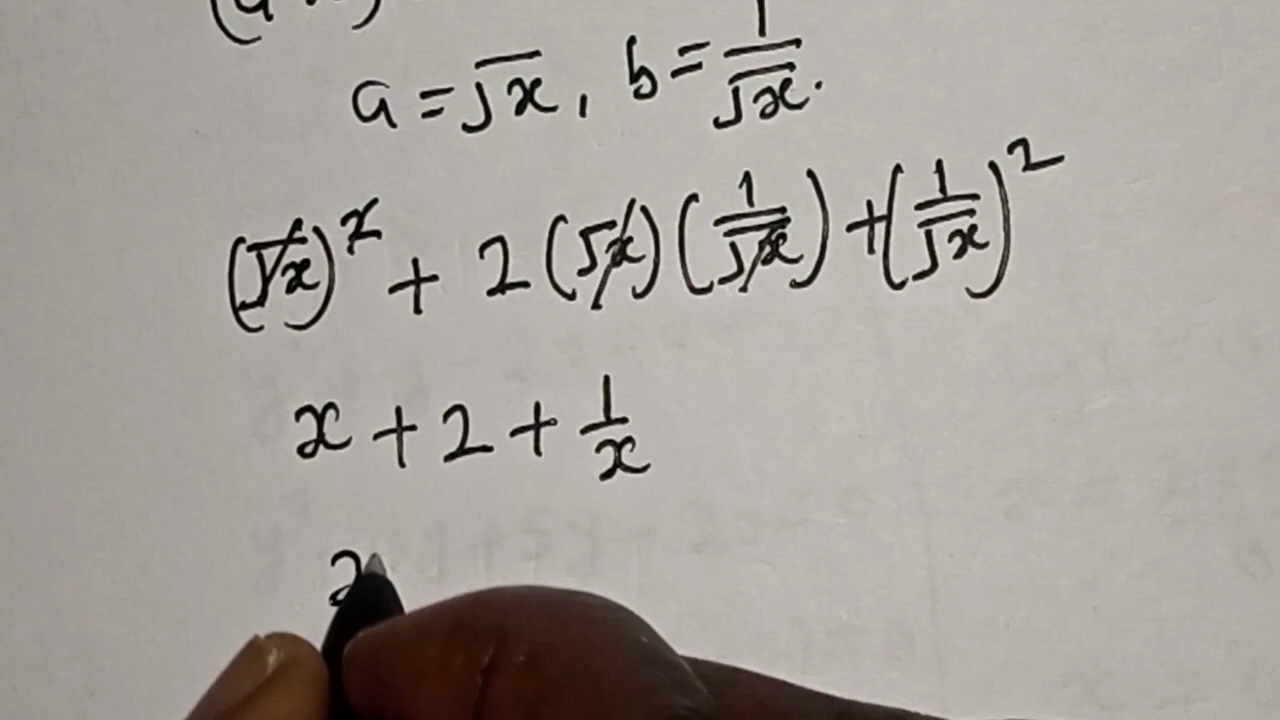 a = √x, b = 1/√x.
(√x)² + 2(√x)(1/√x) + (1/√x)²
x + 2 + 1/x